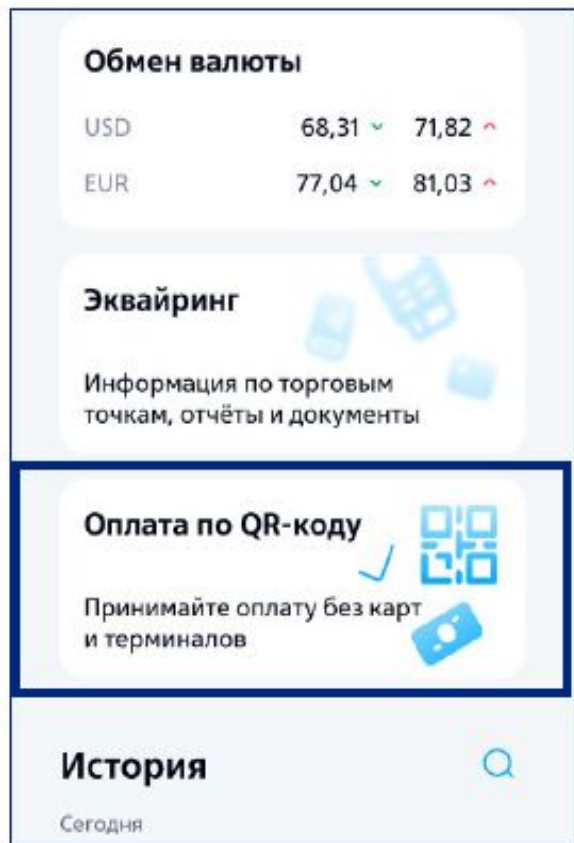 Обмен валюты
USD 68,31 71,82
EUR 77,04 81,03
Эквайринг
Информация по торговым
точкам, отчёты и документы
Оплата по QR-коду
Принимайте оплату без карт
и терминалов
История
Сегодня